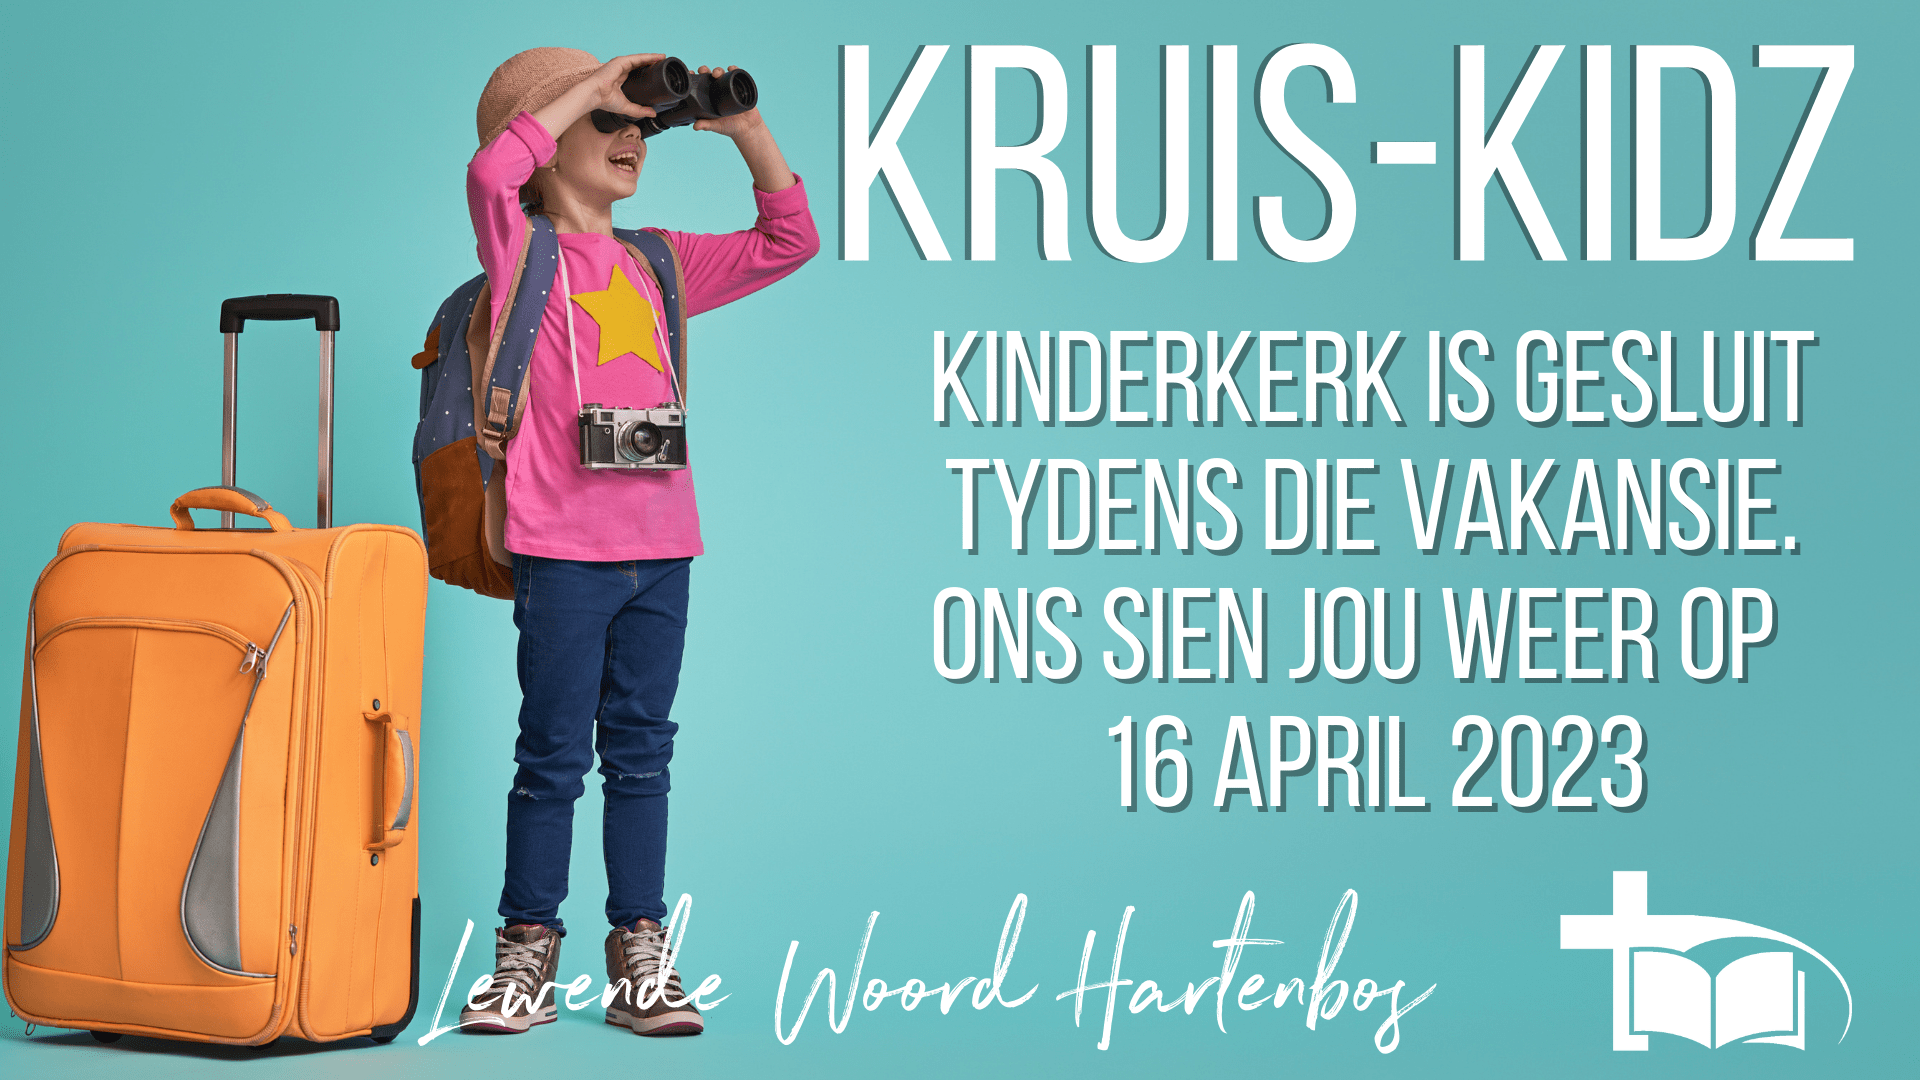 KRUIS-KIDZ
KINDERKERK IS GESLUIT
TYDENS DIE VAKANSIE.
ONS SIEN JOU WEER OP
16 APRIL 2023
Lewende Woord Hartenbos